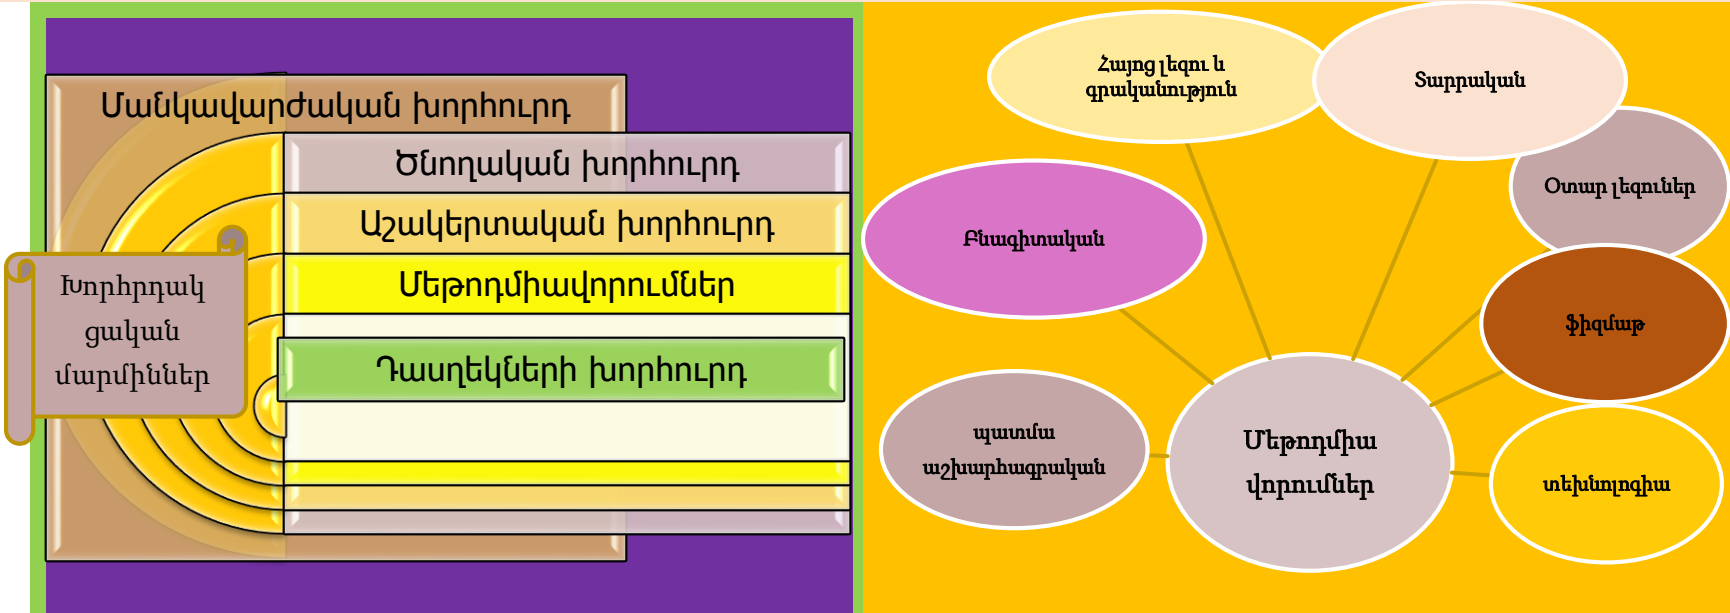 Մանկավարժական խորհուրդ
Ծնողական խորհուրդ
Աշակերտական խորհուրդ
Մեթոդմիավորումներ
Դասղեկների խորհուրդ
Խորհրդակ
ցական
մարմիններ
Հայոց լեզու և
գրականություն
Տարրական
Օտար լեզուներ
Բնագիտական
ֆիզմաթ
պատմա
աշխարհագրական
Մեթոդմիա
վորումներ
տեխնոլոգիա